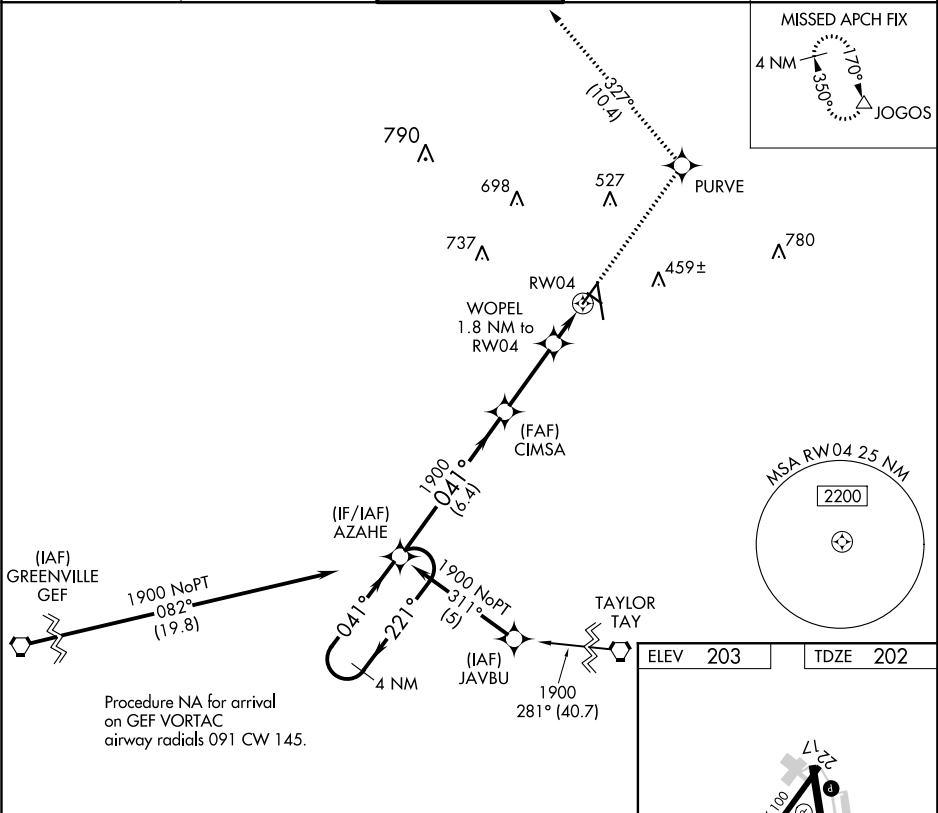 MISSED APCH FIX
4 NM
170°
350°
JOGOS
327°
(10.4)
790
698
527
PURVE
737
780
459±
RW04
WOPEL
1.8 NM to
RW04
(FAF)
CIMSA
MSA RW04 25 NM
2200
1900
041°
(6.4)
(IF/IAF)
AZAHE
(IAF)
GREENVILLE
GEF
1900 NoPT
082°
(19.8)
1900 NoPT
311°
(5)
TAYLOR
TAY
041°
221°
4 NM
(IAF)
JAVBU
1900
281° (40.7)
ELEV 203
TDZE 202
Procedure NA for arrival
on GEF VORTAC
airway radials 091 CW 145.
22
17
P
100